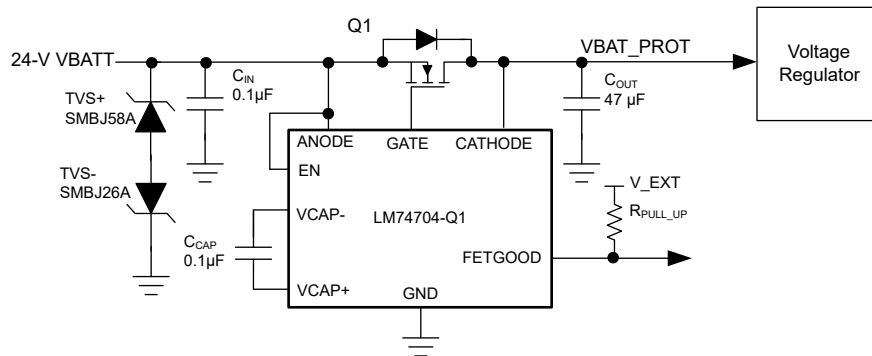 Q1
24-V VBATT
VBAT_PROT
Voltage
Regulator
TVS+
SMBJ58A
CIN
0.1µF
COUT
47 µF
ANODE
GATE
CATHODE
EN
TVS-
SMBJ26A
V_EXT
RPULL_UP
VCAP-
LM74704-Q1
CCAP
0.1µF
FETGOOD
VCAP+
GND